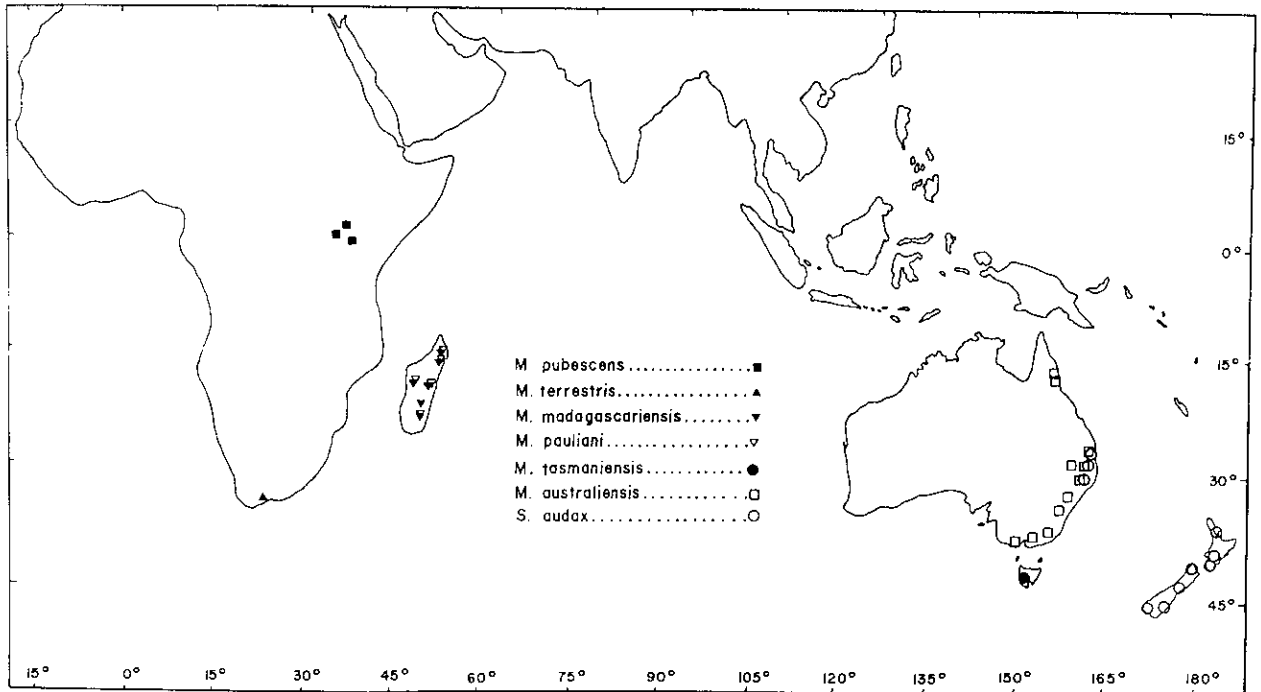 15°
0°
M. pubescens............. ■
M. terrestris............... ▲
M. madagascariensis....... ▼
M. pauliani................ ▽
M. tasmaniensis........... ●
M. australiensis........... □
S. audax.................. ○
15°
30°
45°
15° 0° 15° 30° 45° 60° 75° 90° 105° 120° 135° 150° 165° 180°